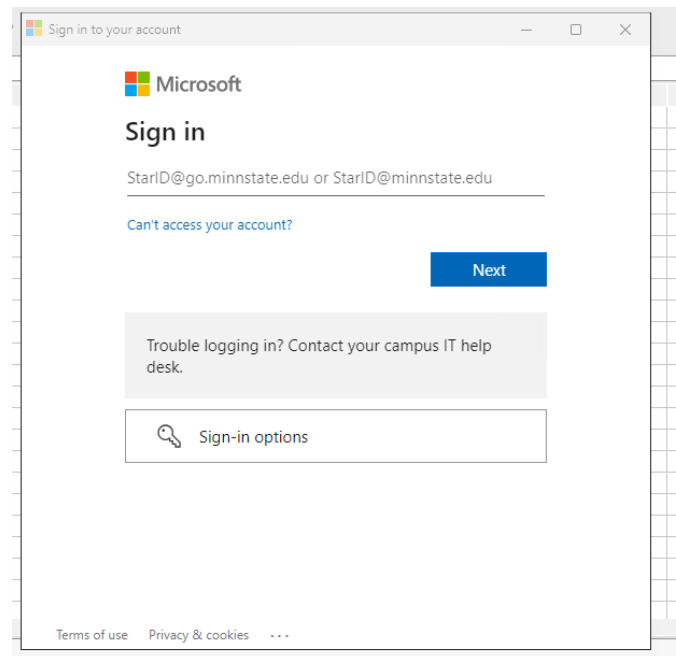 Sign in to your account
Microsoft
Sign in
StarID@go.minnstate.edu or StarID@minnstate.edu
Can't access your account?
Next
Trouble logging in? Contact your campus IT help
desk.
Sign-in options
Terms of use Privacy & cookies ...